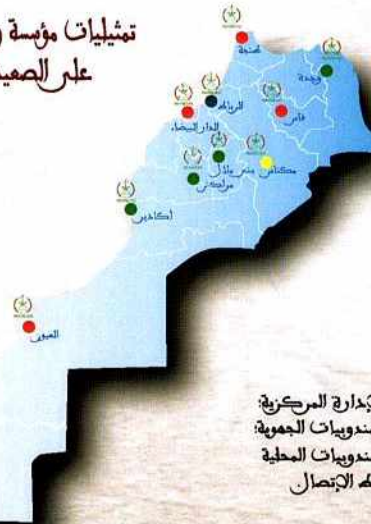 تمثيليات مؤسسة
على الصعيد
طنجة
وجدة
الرباط
فاس
الدار البيضاء
مكناس
بني ملال
مراكش
أكادير
العيون
الإدارة المركزية؛
المندوبيات الجهوية؛
المندوبيات المحلية
الإتصال